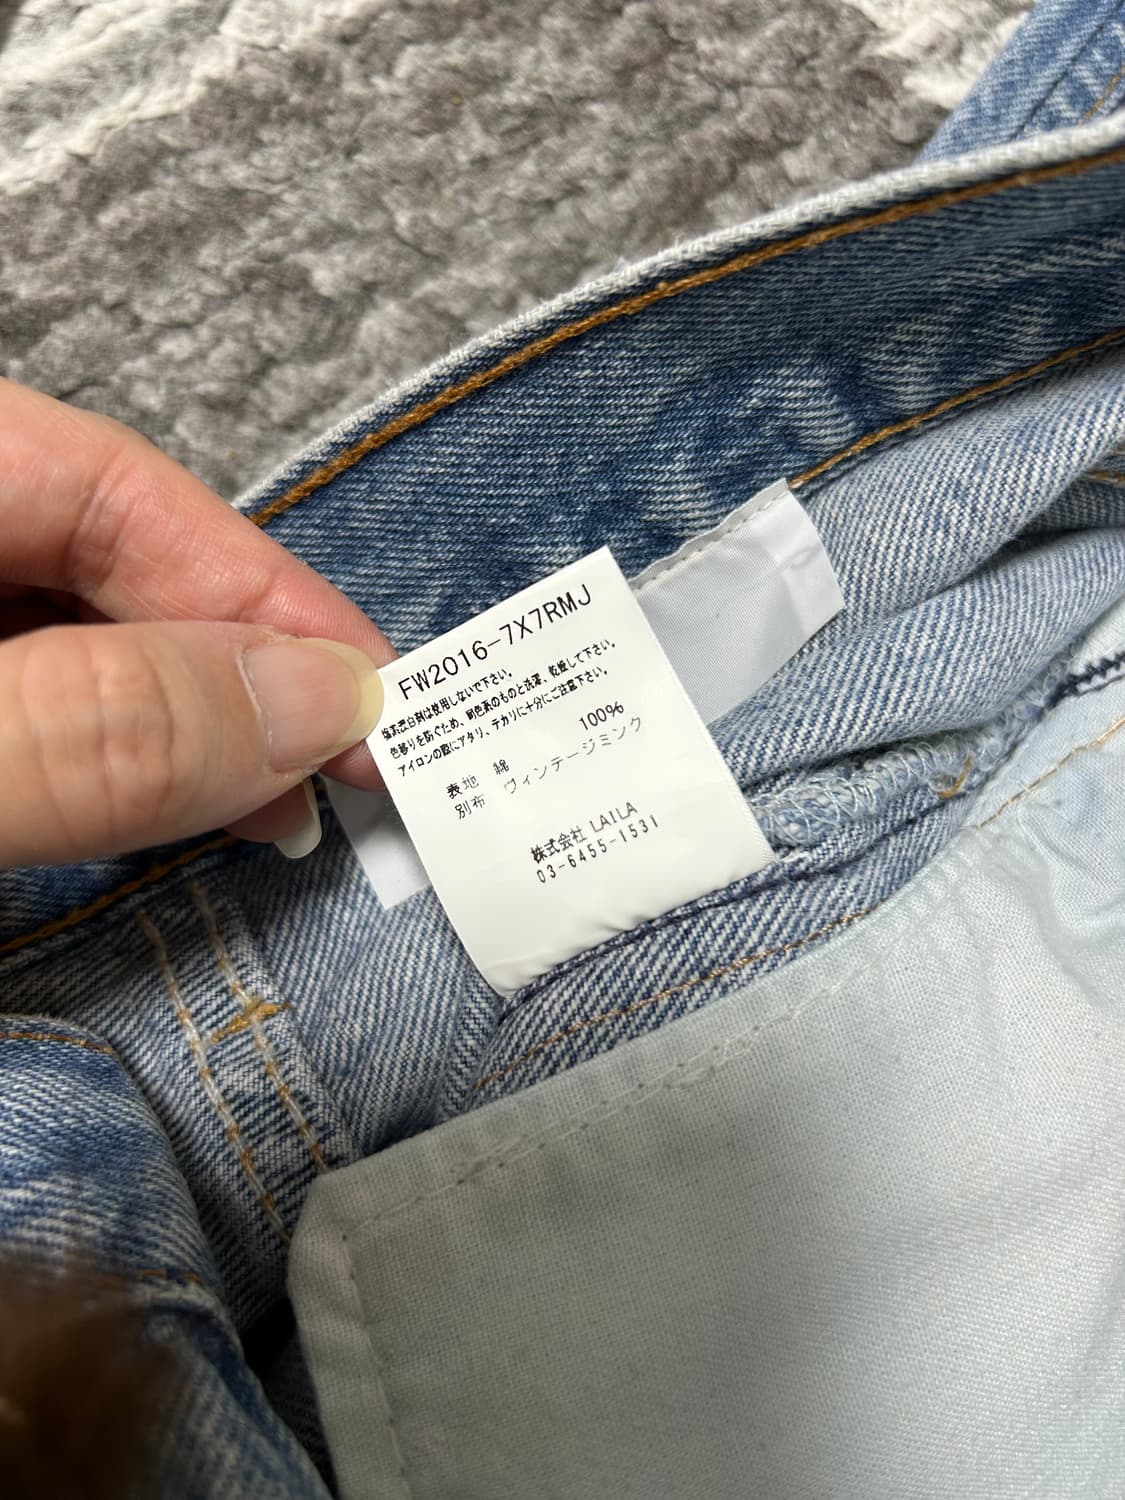 FW2016-7X7RMJ
塩素漂白剤は使用しないで下さい。
色移りを防ぐため、同色系のものと洗濯、乾燥して下さい。
アイロンの際にアタリ、テカリに十分にご注意下さい。
表地 綿 100%
別布 ヴィンテージミンク
株式会社 LAILA
03-6455-1531